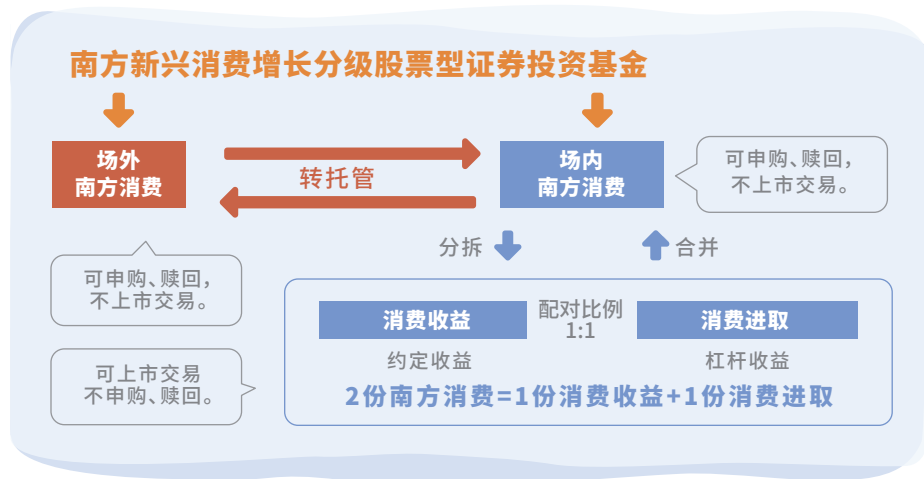 南方新兴消费增长分级股票型证券投资基金
场外
南方消费
转托管
场内
南方消费
可申购、赎回，
不上市交易。
可申购、赎回，
不上市交易。
分拆
合并
消费收益
配对比例
1:1
消费进取
约定收益
杠杆收益
2份南方消费=1份消费收益+1份消费进取
可上市交易
不申购、赎回。